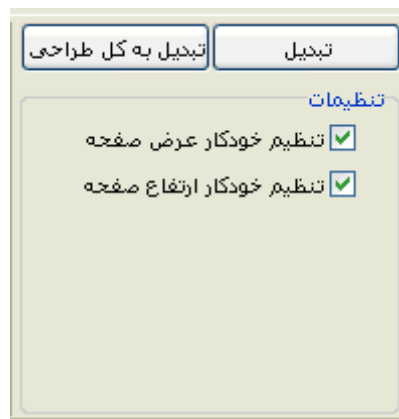 تبدیل
تبدیل به کل طراحی
تنظیمات
تنظیم خودکار عرض صفحه
تنظیم خودکار ارتفاع صفحه